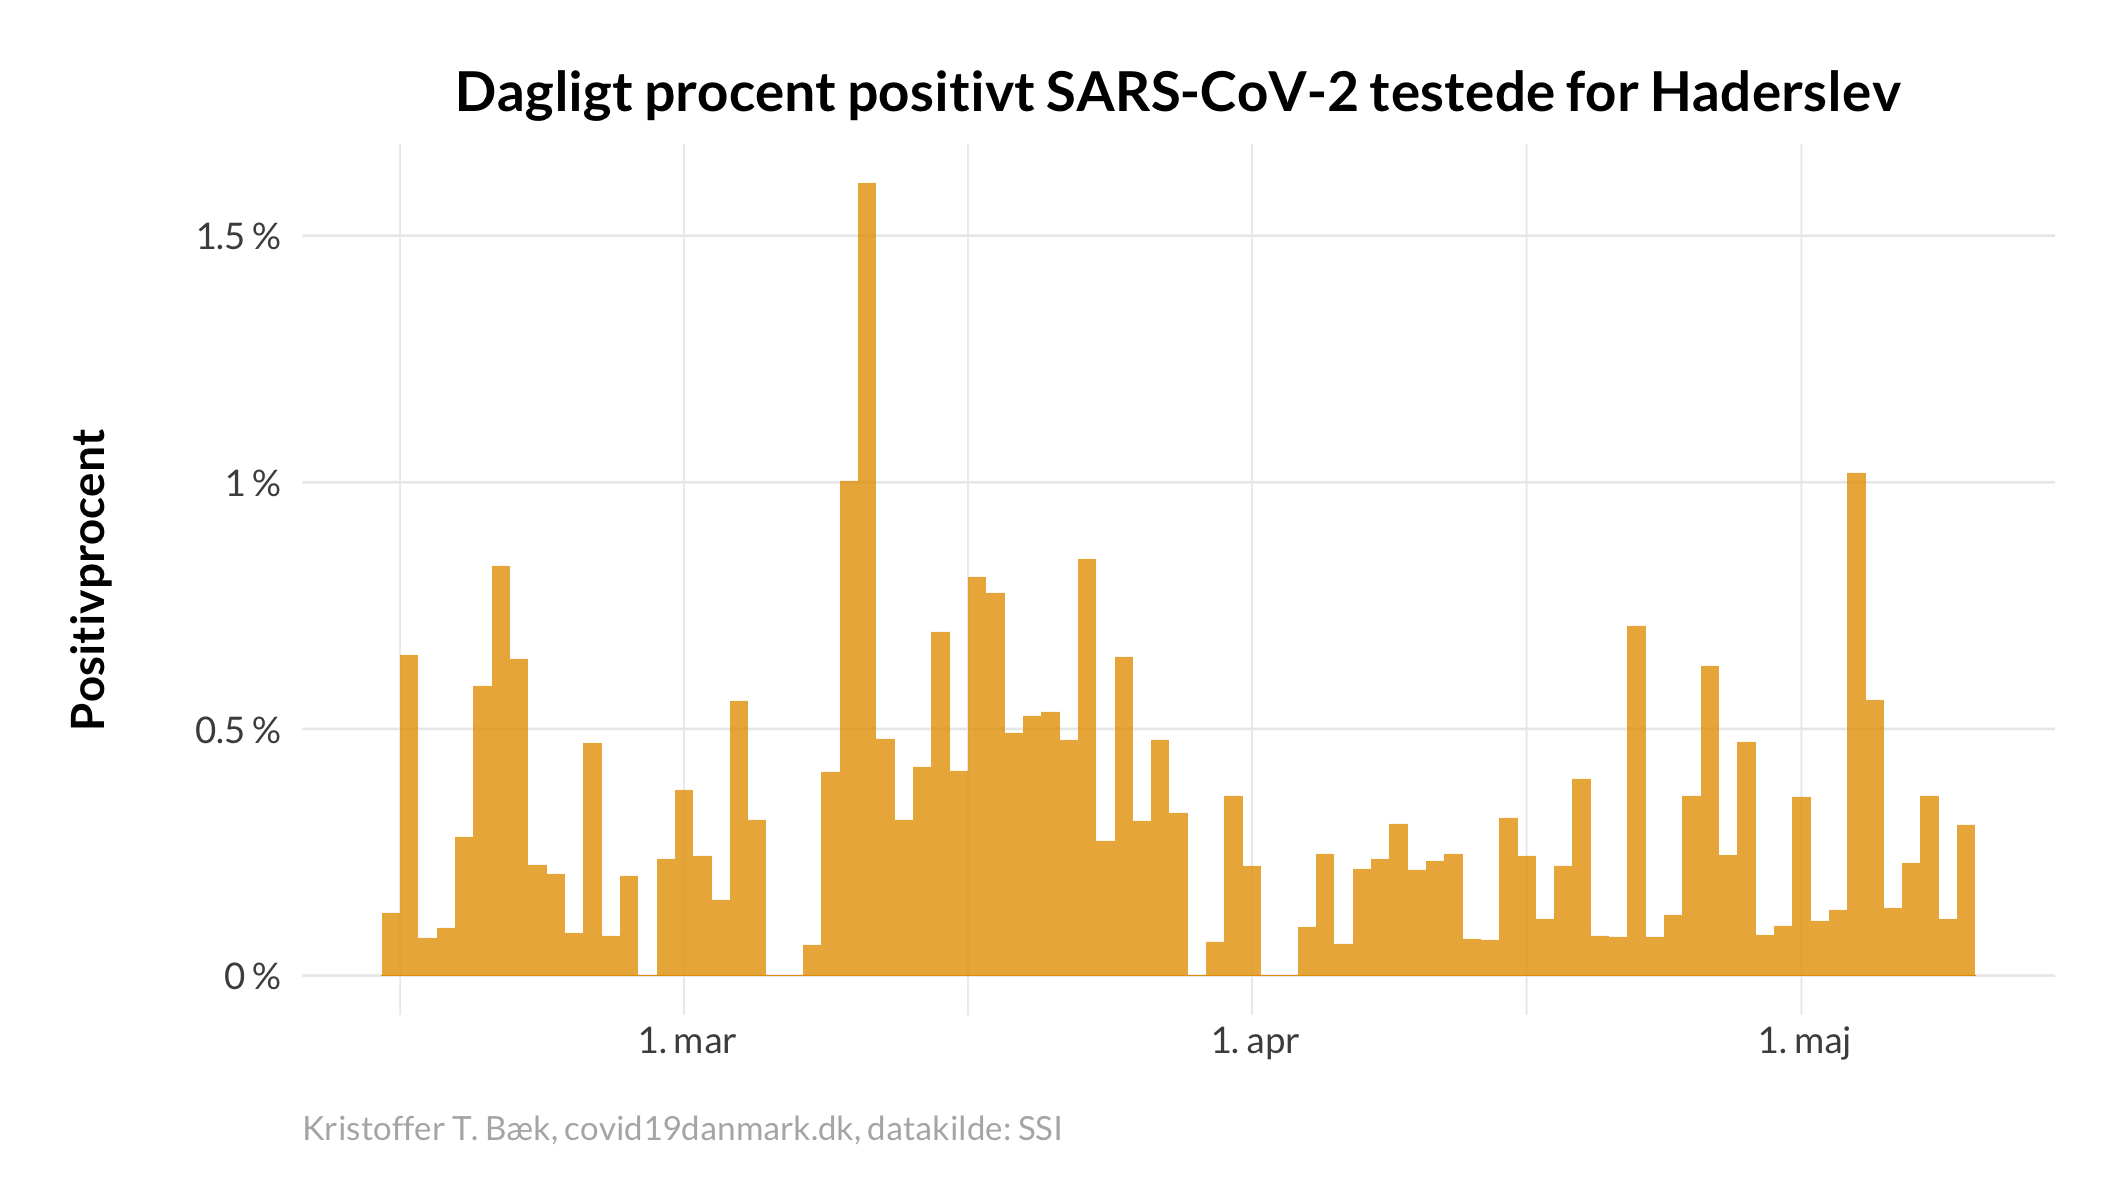 Dagligt procent positivt SARS-CoV-2 testede for Haderslev
Positivprocent
1.5 %
1 %
0.5 %
0 %
1. mar
1. apr
1. maj
Kristoffer T. Bæk, covid19danmark.dk, datakilde: SSI